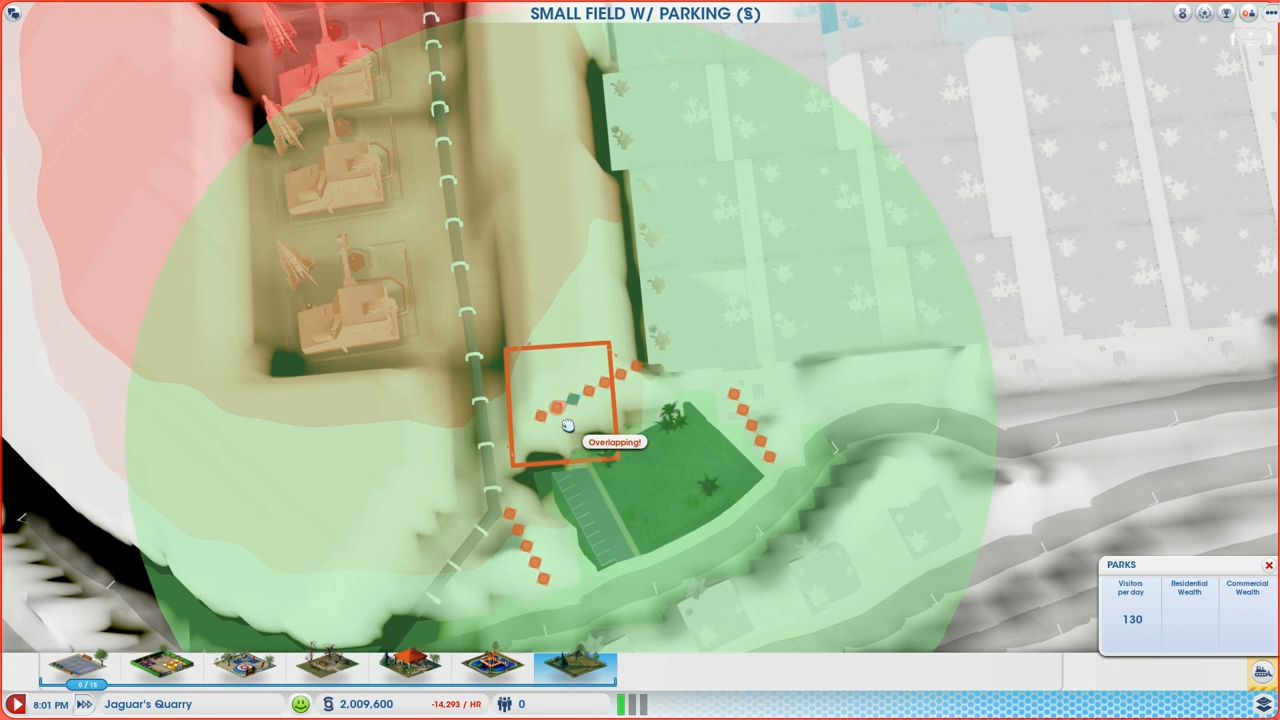 SMALL FIELD W/ PARKING (§)
Overlapping!
PARKS
Visitors
per day
Residential
Wealth
Commercial
Wealth
130
0 / 15
8:01 PM
Jaguar's Quarry
2,009,600
-14,293 / HR
0